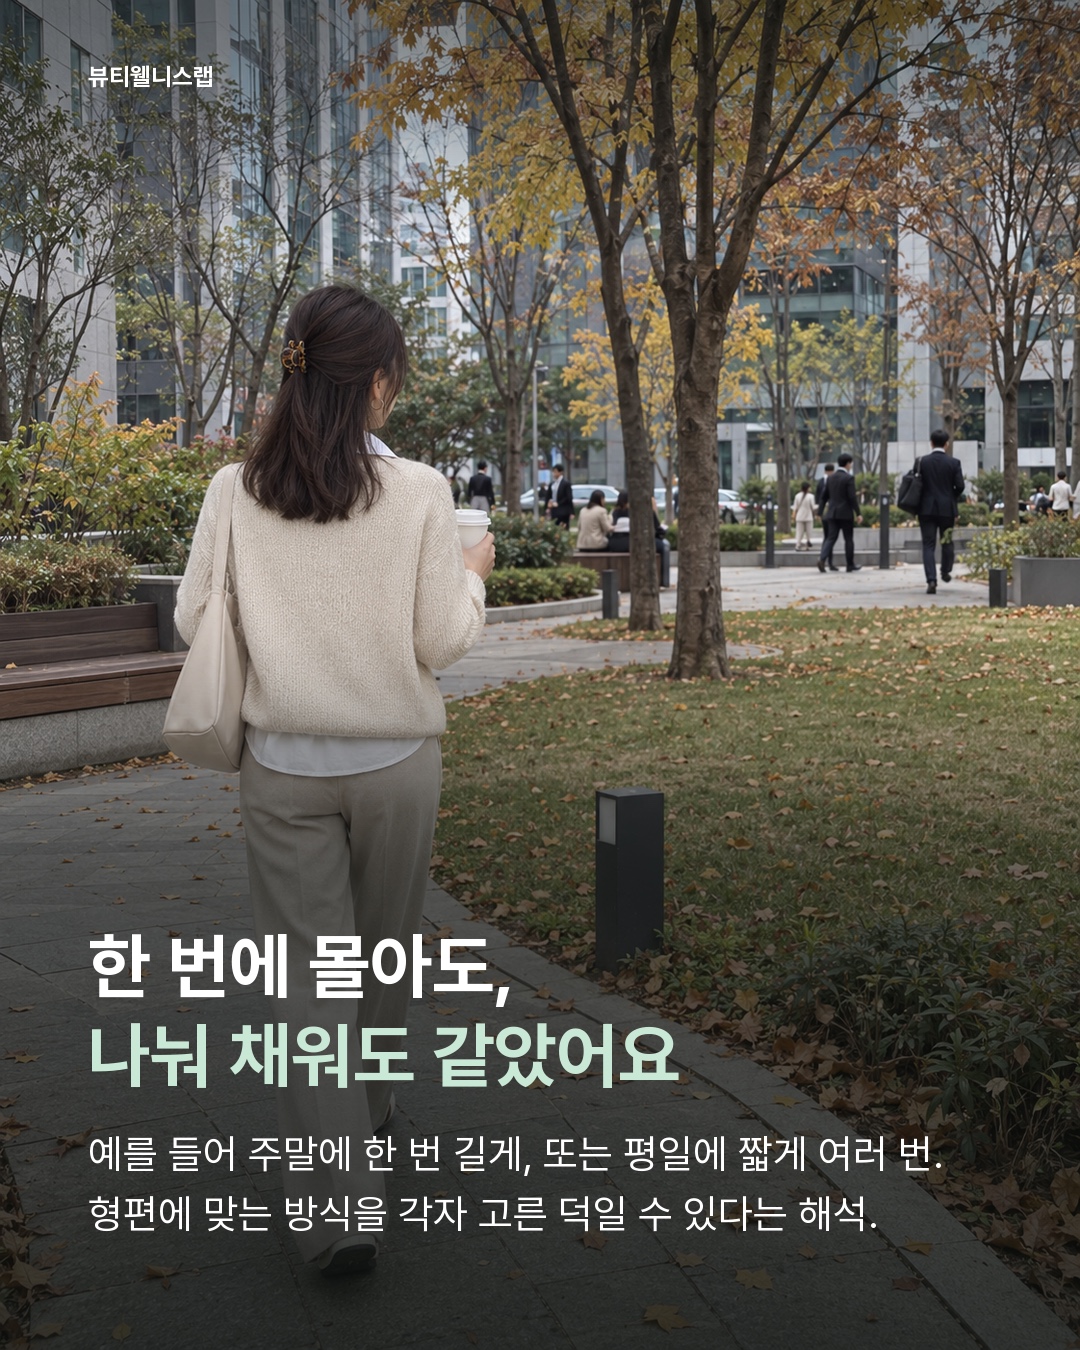 뷰티웰니스랩
한 번에 몰아도,
나눠 채워도 같았어요
예를 들어 주말에 한 번 길게, 또는 평일에 짧게 여러 번.
형편에 맞는 방식을 각자 고른 덕일 수 있다는 해석.